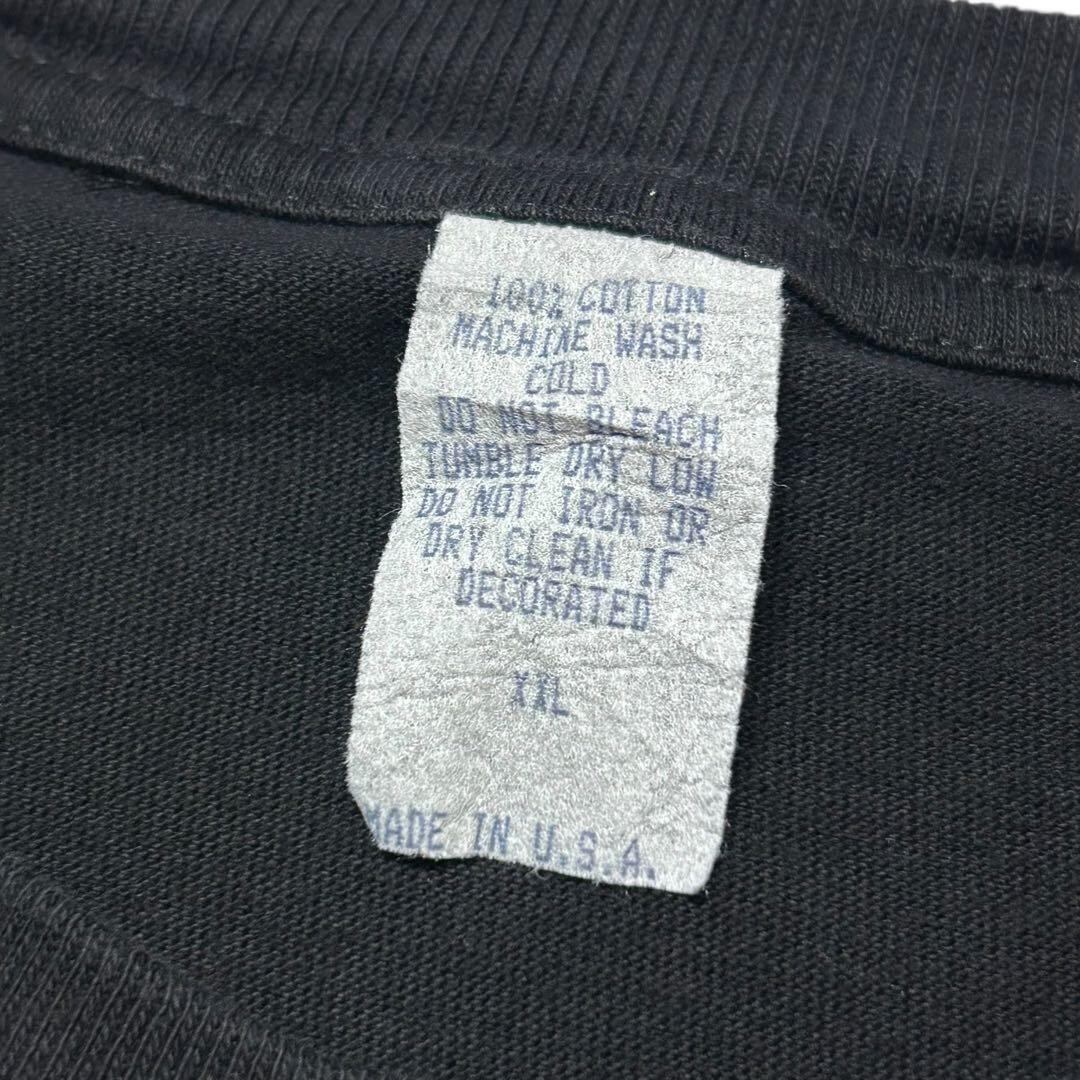 100% COTTON
MACHINE WASH
COLD
DO NOT BLEACH
TUMBLE DRY LOW
DO NOT IRON OR
DRY CLEAN IF
DECORATED
XXL
MADE IN U.S.A.